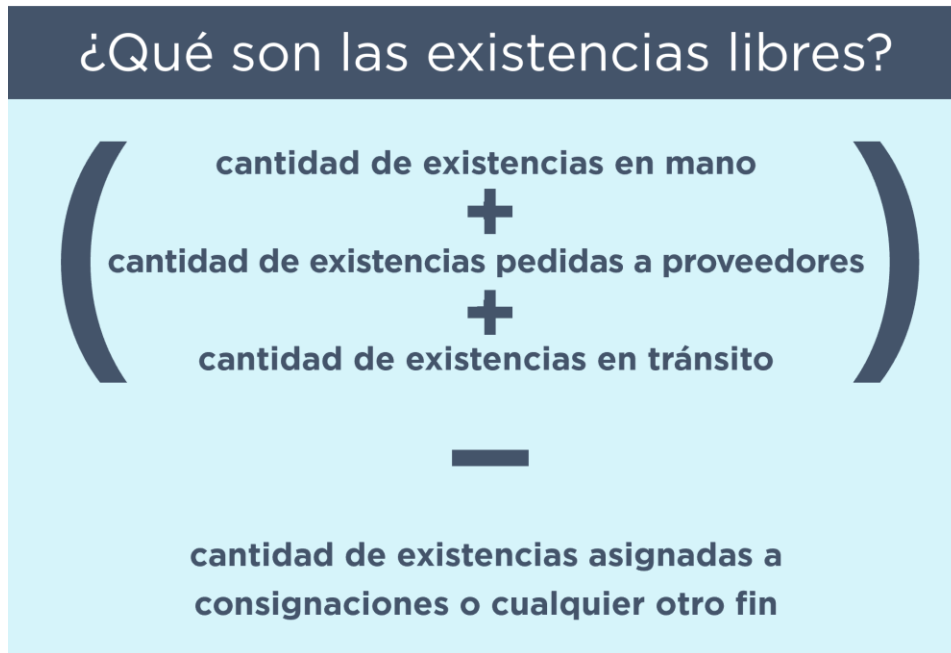 ¿Qué son las existencias libres?
(
cantidad de existencias en mano
+
cantidad de existencias pedidas a proveedores
+
cantidad de existencias en tránsito
)
−
cantidad de existencias asignadas a
consignaciones o cualquier otro fin